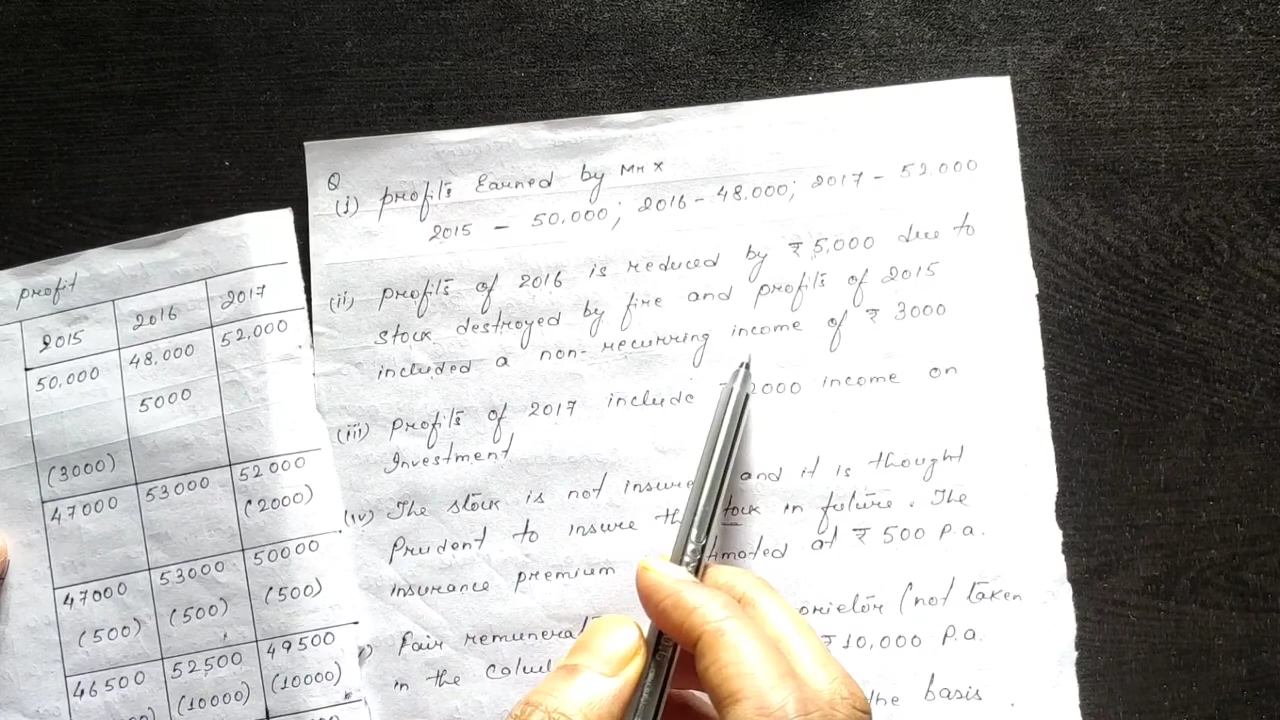 profit
2015 2016 2017
50,000 48,000 52,000
5000
(3000)
47000 53000 52000
(2000)
47000 53000 50000
(500) (500) (500)
46500 52500 49500
(10000) (10000)
Q
(i) profits Earned by Mr X
2015 - 50,000; 2016 - 48,000; 2017 - 52,000
(ii) profits of 2016 is reduced by ₹ 5,000 due to
stock destroyed by fire and profits of 2015
included a non-recurring income of ₹ 3000
(iii) Profits of 2017 include 2000 income on
Investment
(iv) The stock is not insure and it is thought
Prudent to insure th tock in future. The
insurance premium timated at ₹ 500 P.a.
Fair remunera orietor (not taken
in the calcul ₹10,000 P.a.
the basis